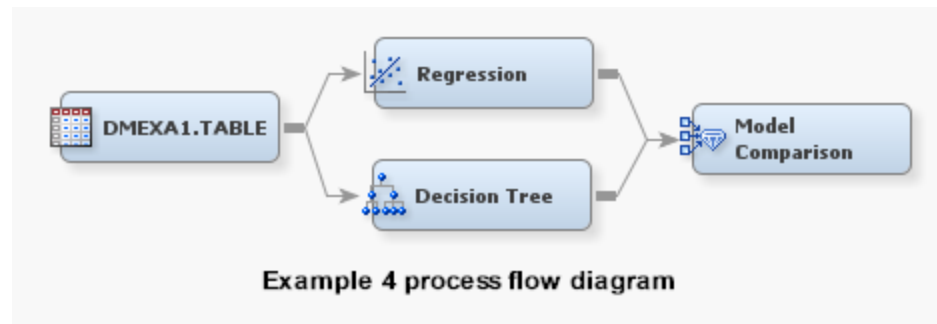 DMEXA1.TABLE
Regression
Decision Tree
Model
Comparison
Example 4 process flow diagram